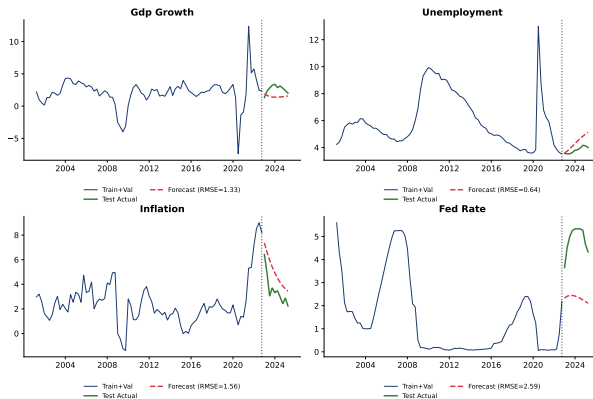 Gdp Growth
10
5
0
−5
2004 2008 2012 2016 2020 2024
Train+Val
Test Actual
Forecast (RMSE=1.33)
Unemployment
12
10
8
6
4
2004 2008 2012 2016 2020 2024
Train+Val
Test Actual
Forecast (RMSE=0.64)
Inflation
8
6
4
2
0
2004 2008 2012 2016 2020 2024
Train+Val
Test Actual
Forecast (RMSE=1.56)
Fed Rate
5
4
3
2
1
0
2004 2008 2012 2016 2020 2024
Train+Val
Test Actual
Forecast (RMSE=2.59)